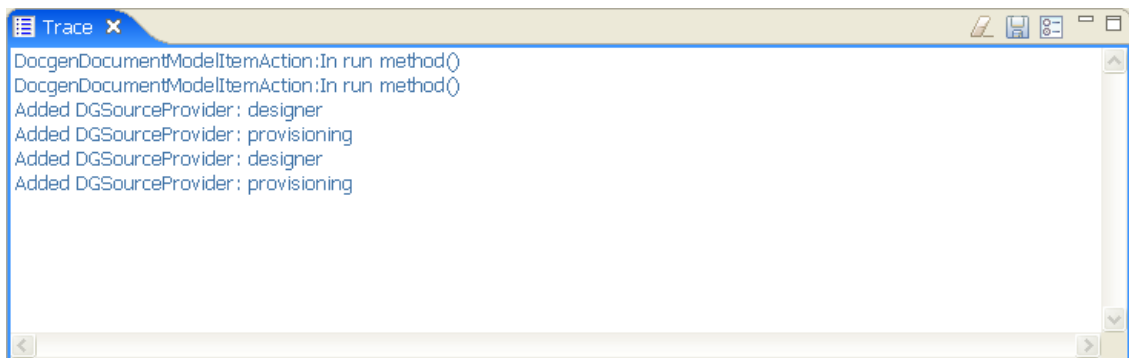 Trace
DocgenDocumentModelItemAction:In run method()
DocgenDocumentModelItemAction:In run method()
Added DGSourceProvider: designer
Added DGSourceProvider: provisioning
Added DGSourceProvider: designer
Added DGSourceProvider: provisioning